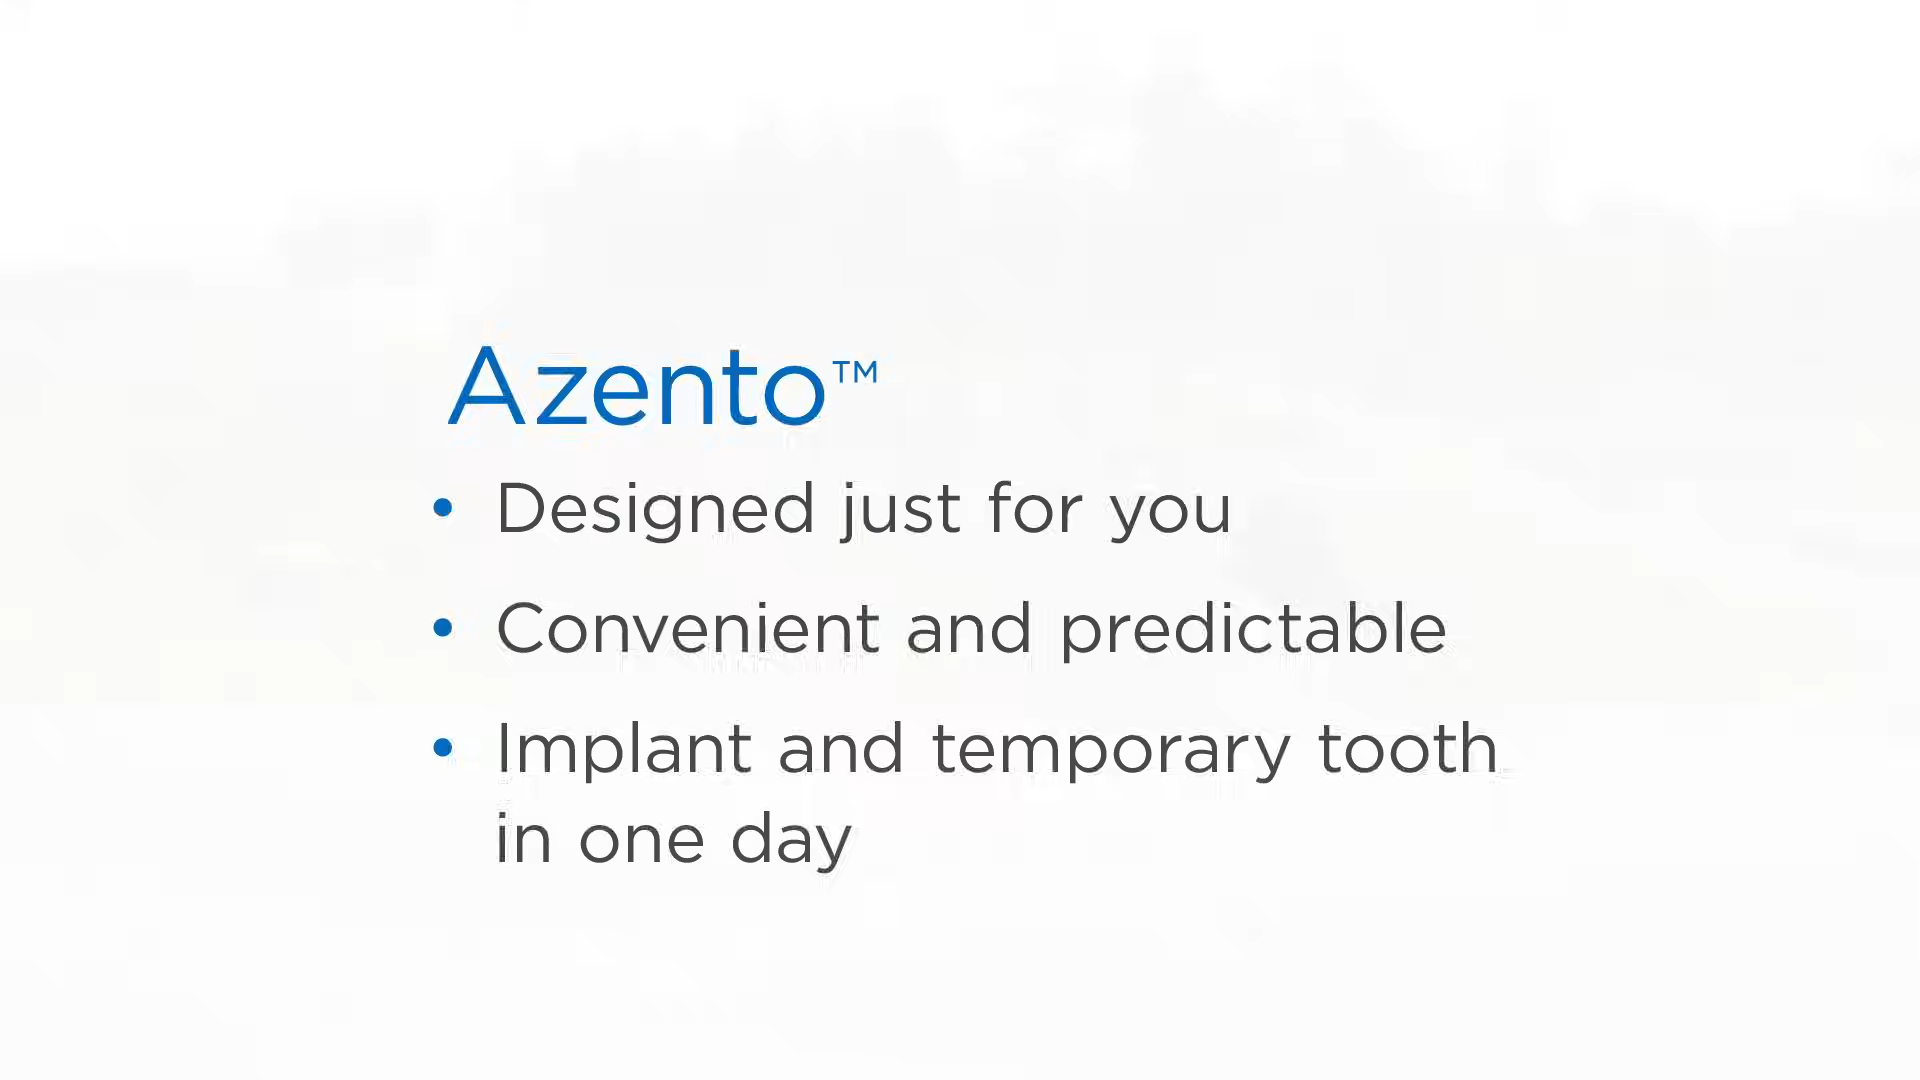 Azento™
• Designed just for you
• Convenient and predictable
• Implant and temporary tooth
in one day